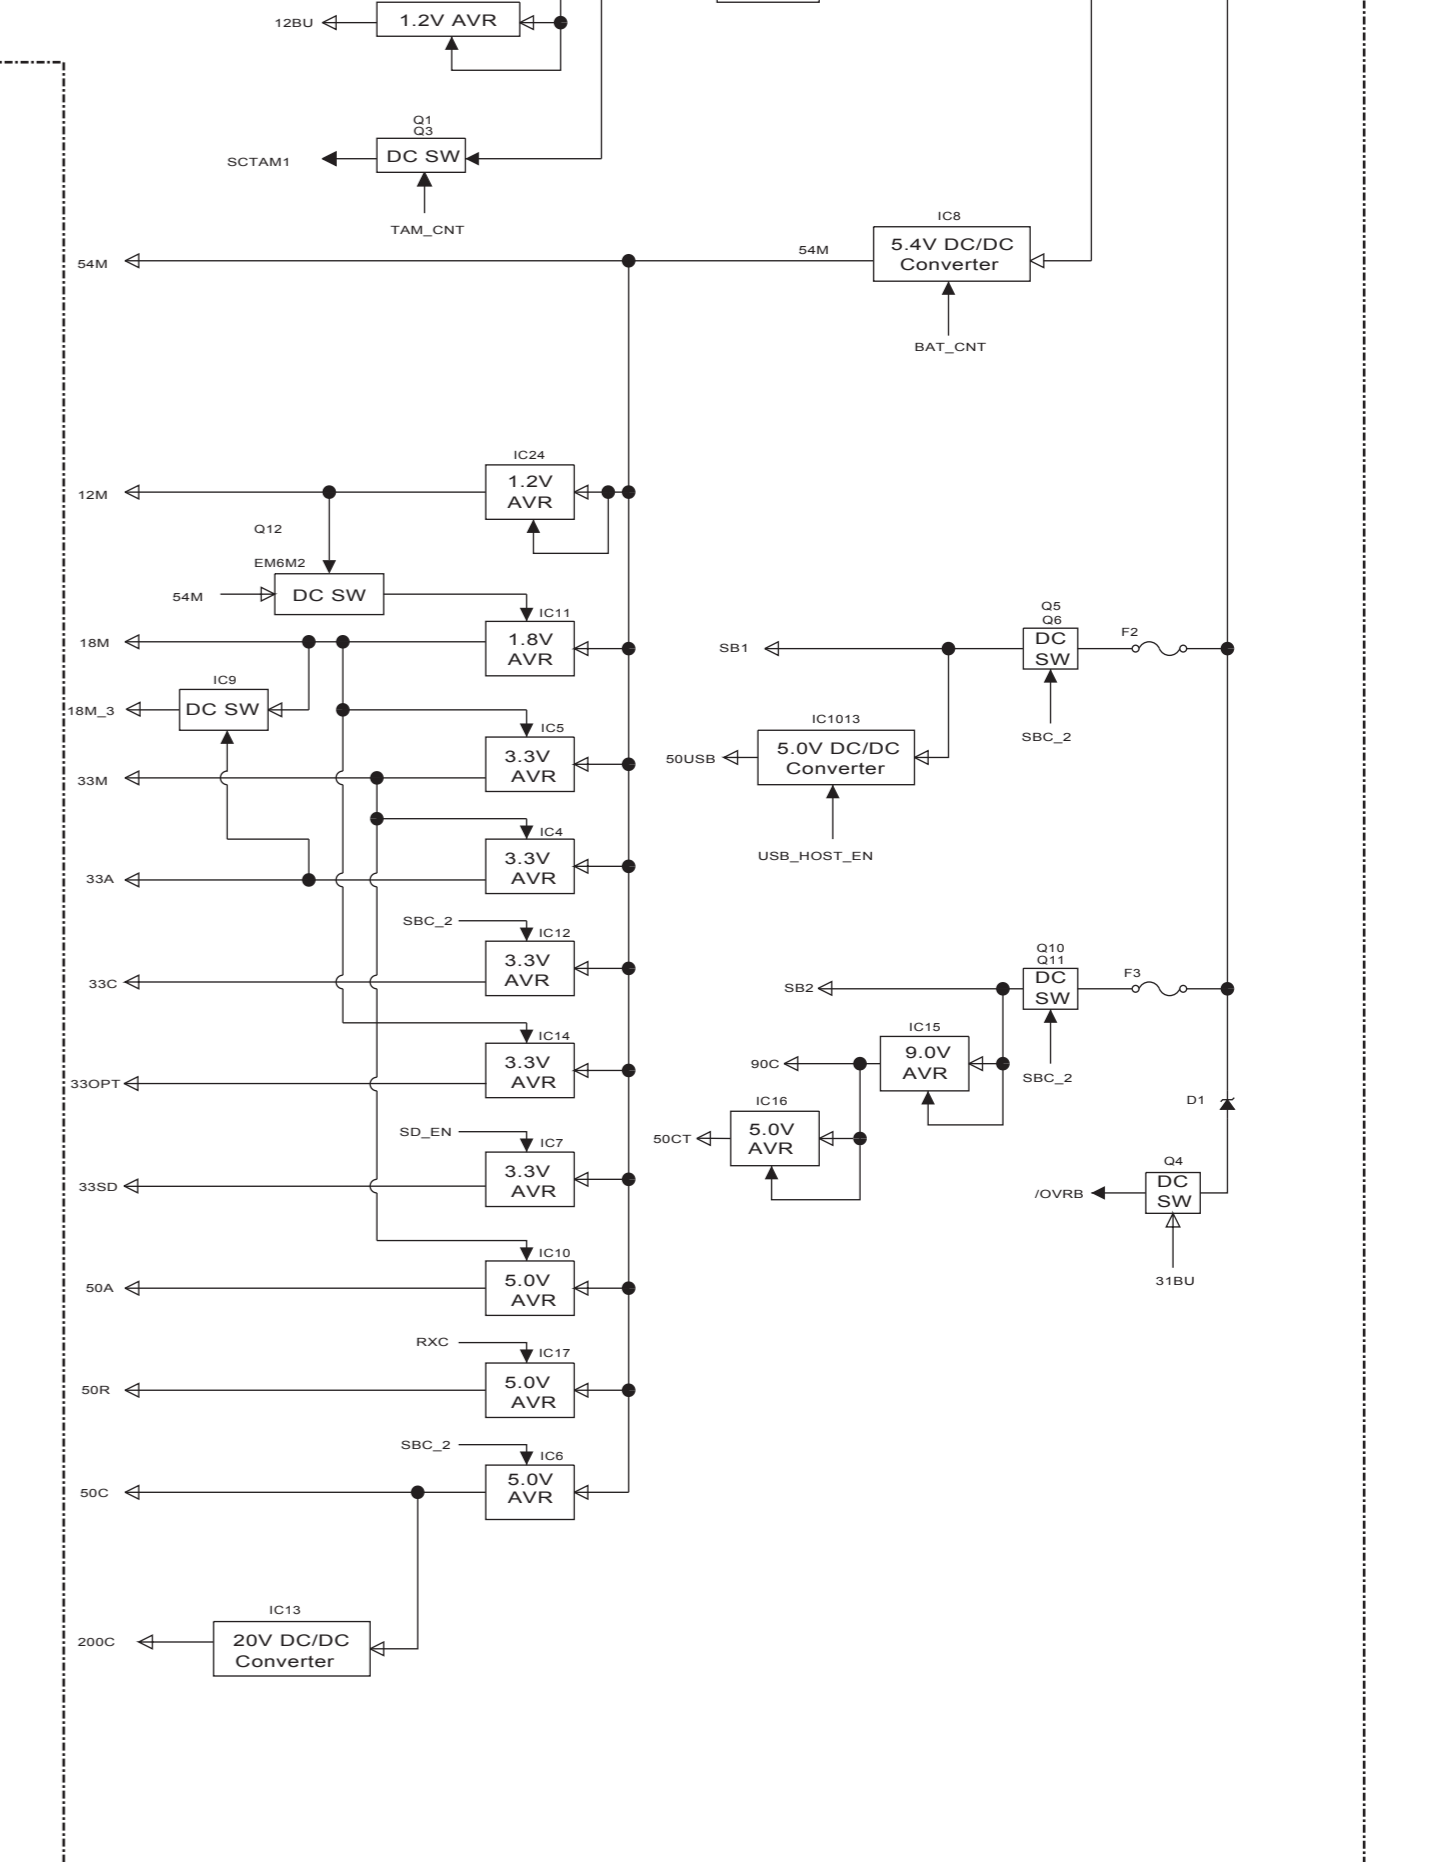 12BU
1.2V AVR
Q1
Q3
DC SW
SCTAM1
TAM_CNT
IC8
54M
54M
5.4V DC/DC
Converter
BAT_CNT
IC24
12M
1.2V
AVR
Q12
EM6M2
54M
DC SW
IC11
18M
1.8V
AVR
IC9
18M_3
DC SW
IC5
33M
3.3V
AVR
IC4
33A
3.3V
AVR
SBC_2
IC12
33C
3.3V
AVR
IC14
33OPT
3.3V
AVR
SD_EN
IC7
33SD
3.3V
AVR
IC10
50A
5.0V
AVR
RXC
IC17
50R
5.0V
AVR
SBC_2
IC6
50C
5.0V
AVR
IC13
200C
20V DC/DC
Converter
Q5
Q6
SB1
DC
SW
F2
SBC_2
IC1013
50USB
5.0V DC/DC
Converter
USB_HOST_EN
Q10
Q11
SB2
DC
SW
F3
SBC_2
IC15
90C
9.0V
AVR
IC16
50CT
5.0V
AVR
D1
Q4
/OVRB
DC
SW
31BU